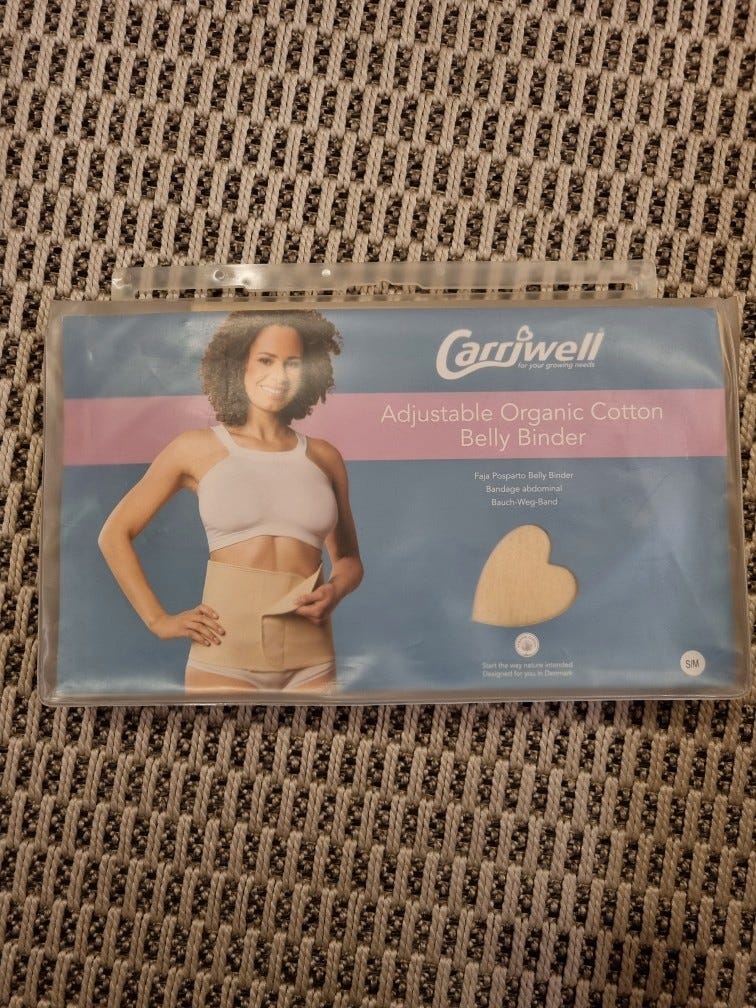 Carriwell
for your growing needs
Adjustable Organic Cotton
Belly Binder
Faja Posparto Belly Binder
Bandage abdominal
Bauch-Weg-Band
Start the way nature intended
Designed for you in Denmark
S/M